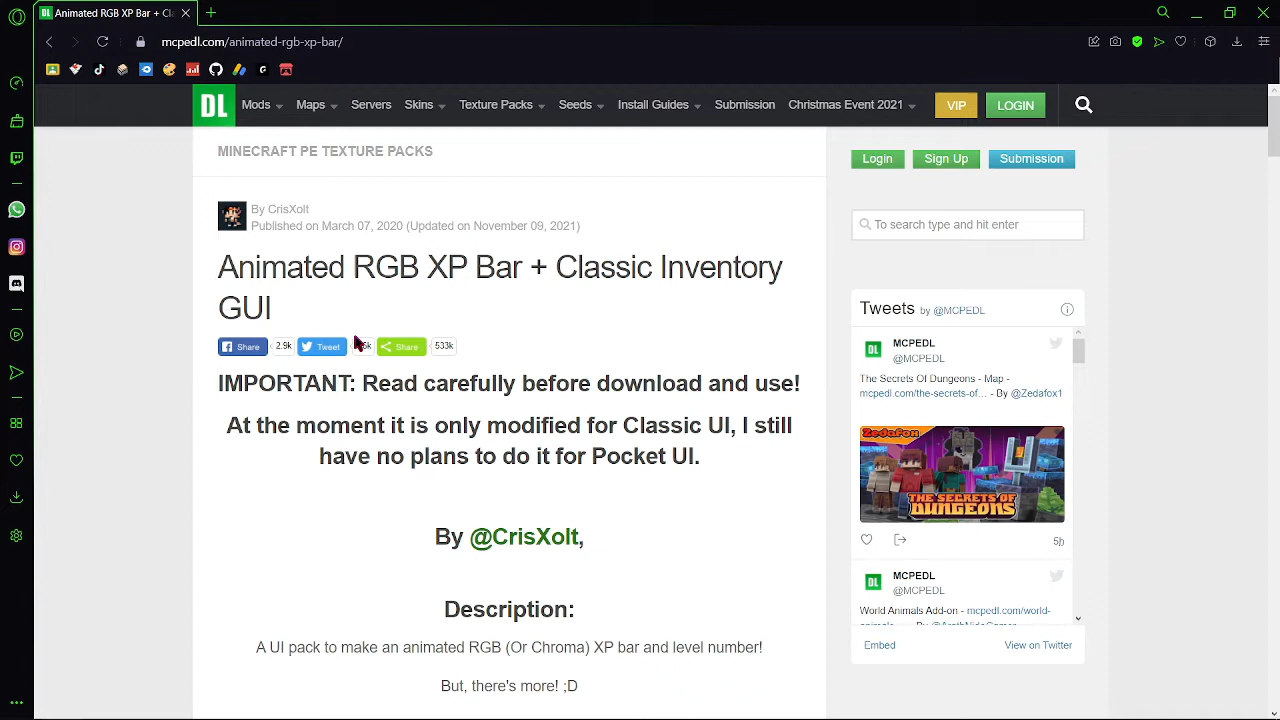 Animated RGB XP Bar + Cla
mcpedl.com/animated-rgb-xp-bar/
DL
Mods
Maps
Servers
Skins
Texture Packs
Seeds
Install Guides
Submission
Christmas Event 2021
VIP
LOGIN
MINECRAFT PE TEXTURE PACKS
By CrisXolt
Published on March 07, 2020 (Updated on November 09, 2021)
Animated RGB XP Bar + Classic Inventory
GUI
Share
2.9k
Tweet
Share
533k
IMPORTANT: Read carefully before download and use!
At the moment it is only modified for Classic UI, I still
have no plans to do it for Pocket UI.
By @CrisXolt,
Description:
A UI pack to make an animated RGB (Or Chroma) XP bar and level number!
But, there's more! ;D
Login
Sign Up
Submission
To search type and hit enter
Tweets by @MCPEDL
DL
MCPEDL
@MCPEDL
The Secrets Of Dungeons - Map -
mcpedl.com/the-secrets-of… - By @Zedafox1
Zedafox
THE SECRETS OF
DUNGEONS
5h
DL
MCPEDL
@MCPEDL
World Animals Add-on - mcpedl.com/world-
Embed
View on Twitter